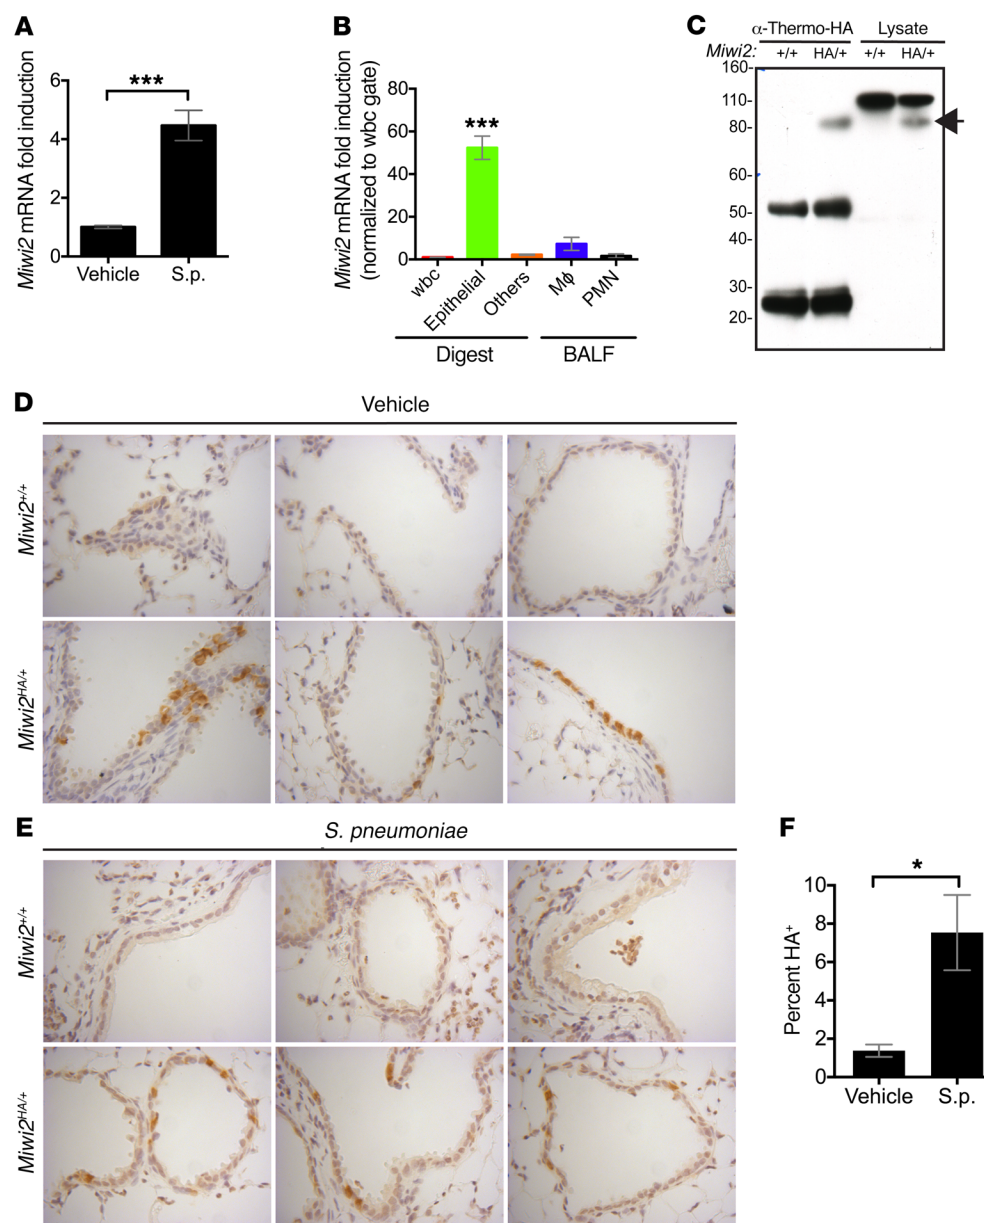 A
Miwi2 mRNA fold induction
6
4
2
0
***
Vehicle
S.p.
B
Miwi2 mRNA fold induction
(normalized to wbc gate)
80
60
40
20
0
***
wbc
Epithelial
Others
Mϕ
PMN
Digest
BALF
C
α-Thermo-HA
Lysate
Miwi2:
+/+
HA/+
+/+
HA/+
160-
110-
80-
60-
50-
40-
30-
20-
D
Vehicle
Miwi2+/+
Miwi2HA/+
E
S. pneumoniae
Miwi2+/+
Miwi2HA/+
F
Percent HA+
10
8
6
4
2
0
*
Vehicle
S.p.